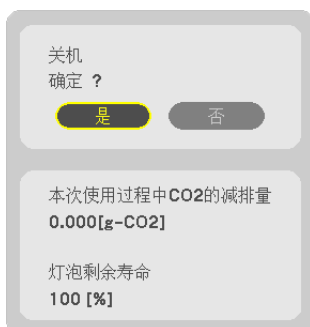 关机
确定 ?
是 否
本次使用过程中CO2的减排量
0.000[g-CO2]
灯泡剩余寿命
100 [%]